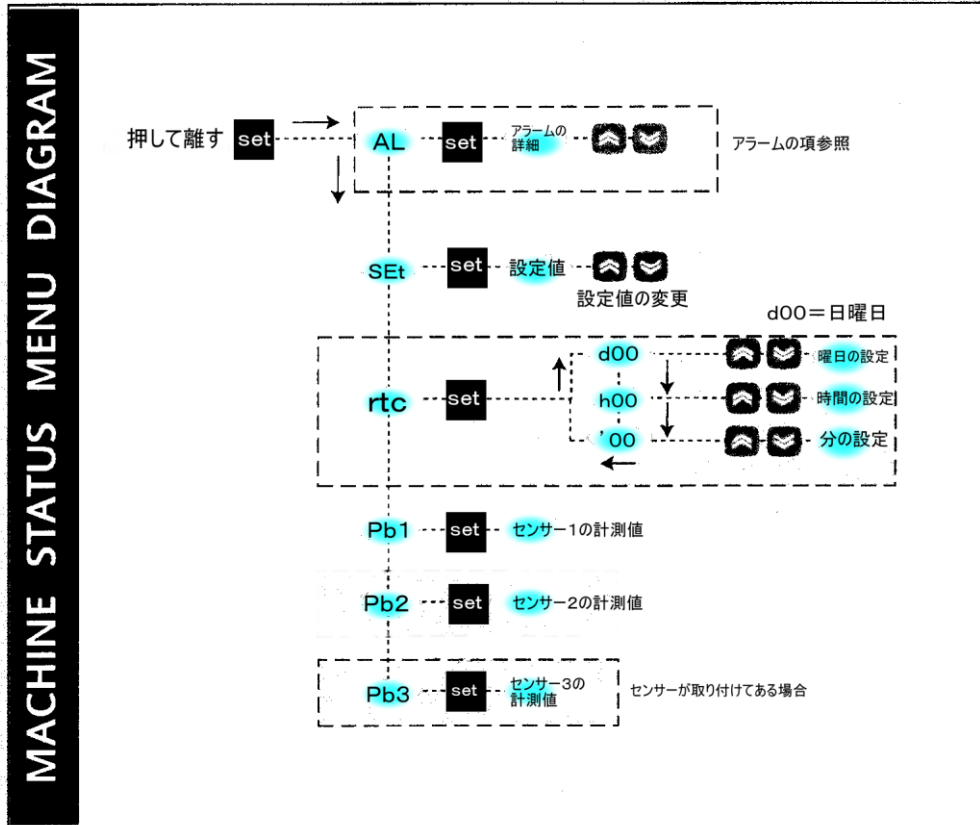 MACHINE STATUS MENU DIAGRAM
押して離す set
AL set アラームの
詳細
アラームの項参照
SEt set 設定値
設定値の変更
d00=日曜日
rtc set
d00 曜日の設定
h00 時間の設定
'00 分の設定
Pb1 set センサー1の計測値
Pb2 set センサー2の計測値
Pb3 set センサー3の
計測値
センサーが取り付けてある場合